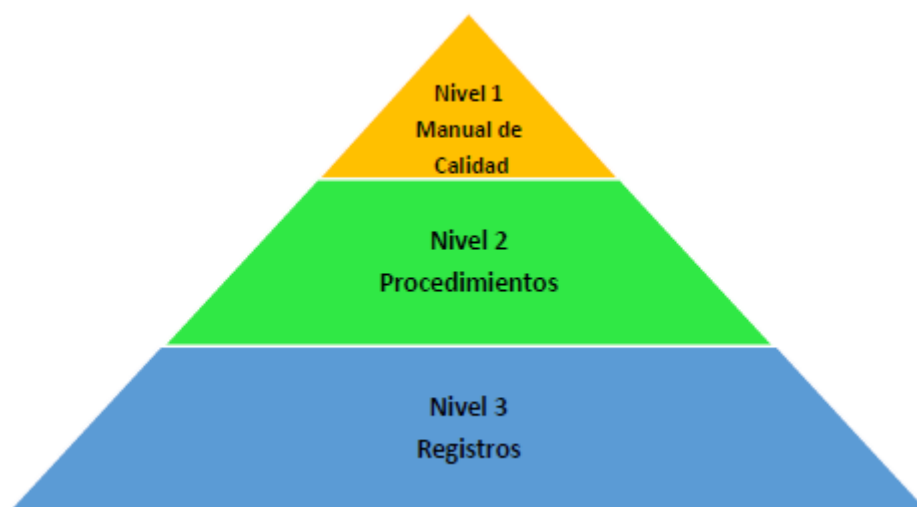 Nivel 1
Manual de
Calidad
Nivel 2
Procedimientos
Nivel 3
Registros